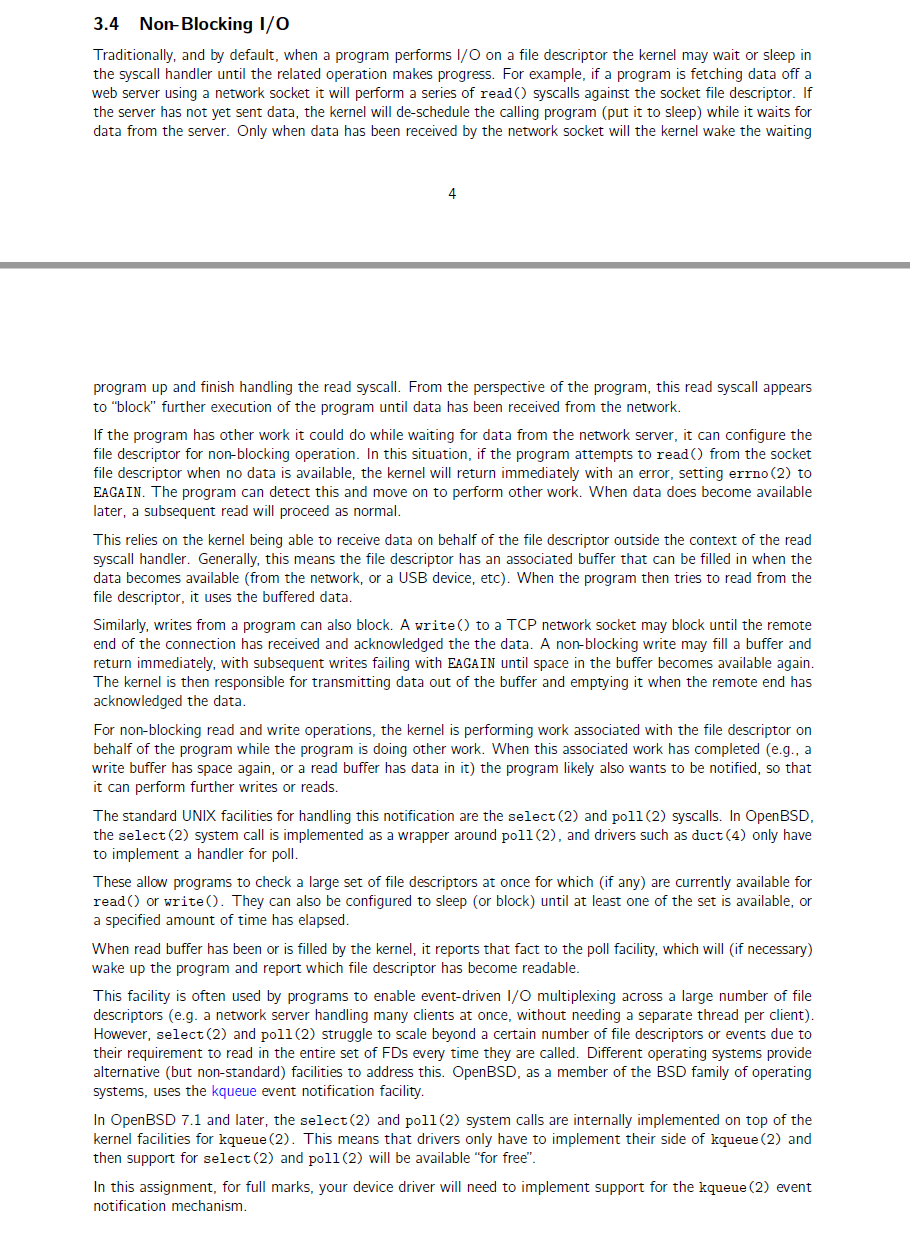 3.4 Non-Blocking I/O
Traditionally, and by default, when a program performs I/O on a file descriptor the kernel may wait or sleep in
the syscall handler until the related operation makes progress. For example, if a program is fetching data off a
web server using a network socket it will perform a series of read() syscalls against the socket file descriptor. If
the server has not yet sent data, the kernel will de-schedule the calling program (put it to sleep) while it waits for
data from the server. Only when data has been received by the network socket will the kernel wake the waiting
4
program up and finish handling the read syscall. From the perspective of the program, this read syscall appears
to “block” further execution of the program until data has been received from the network.
If the program has other work it could do while waiting for data from the network server, it can configure the
file descriptor for non-blocking operation. In this situation, if the program attempts to read() from the socket
file descriptor when no data is available, the kernel will return immediately with an error, setting errno(2) to
EAGAIN. The program can detect this and move on to perform other work. When data does become available
later, a subsequent read will proceed as normal.
This relies on the kernel being able to receive data on behalf of the file descriptor outside the context of the read
syscall handler. Generally, this means the file descriptor has an associated buffer that can be filled in when the
data becomes available (from the network, or a USB device, etc). When the program then tries to read from the
file descriptor, it uses the buffered data.
Similarly, writes from a program can also block. A write() to a TCP network socket may block until the remote
end of the connection has received and acknowledged the the data. A non-blocking write may fill a buffer and
return immediately, with subsequent writes failing with EAGAIN until space in the buffer becomes available again.
The kernel is then responsible for transmitting data out of the buffer and emptying it when the remote end has
acknowledged the data.
For non-blocking read and write operations, the kernel is performing work associated with the file descriptor on
behalf of the program while the program is doing other work. When this associated work has completed (e.g., a
write buffer has space again, or a read buffer has data in it) the program likely also wants to be notified, so that
it can perform further writes or reads.
The standard UNIX facilities for handling this notification are the select(2) and poll(2) syscalls. In OpenBSD,
the select(2) system call is implemented as a wrapper around poll(2), and drivers such as duct(4) only have
to implement a handler for poll.
These allow programs to check a large set of file descriptors at once for which (if any) are currently available for
read() or write(). They can also be configured to sleep (or block) until at least one of the set is available, or
a specified amount of time has elapsed.
When read buffer has been or is filled by the kernel, it reports that fact to the poll facility, which will (if necessary)
wake up the program and report which file descriptor has become readable.
This facility is often used by programs to enable event-driven I/O multiplexing across a large number of file
descriptors (e.g. a network server handling many clients at once, without needing a separate thread per client).
However, select(2) and poll(2) struggle to scale beyond a certain number of file descriptors or events due to
their requirement to read in the entire set of FDs every time they are called. Different operating systems provide
alternative (but non-standard) facilities to address this. OpenBSD, as a member of the BSD family of operating
systems, uses the kqueue event notification facility.
In OpenBSD 7.1 and later, the select(2) and poll(2) system calls are internally implemented on top of the
kernel facilities for kqueue(2). This means that drivers only have to implement their side of kqueue(2) and
then support for select(2) and poll(2) will be available “for free”.
In this assignment, for full marks, your device driver will need to implement support for the kqueue(2) event
notification mechanism.